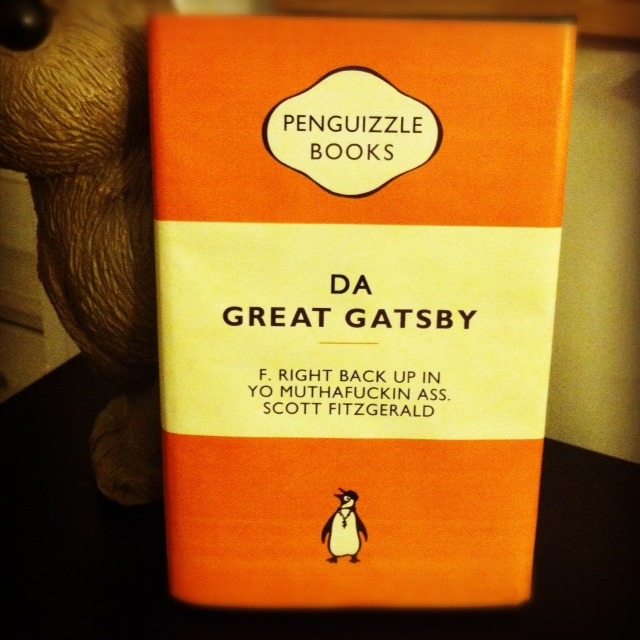 PENGUIZZLE
BOOKS
DA
GREAT GATSBY
F. RIGHT BACK UP IN
YO MUTHAFUCKIN ASS.
SCOTT FITZGERALD